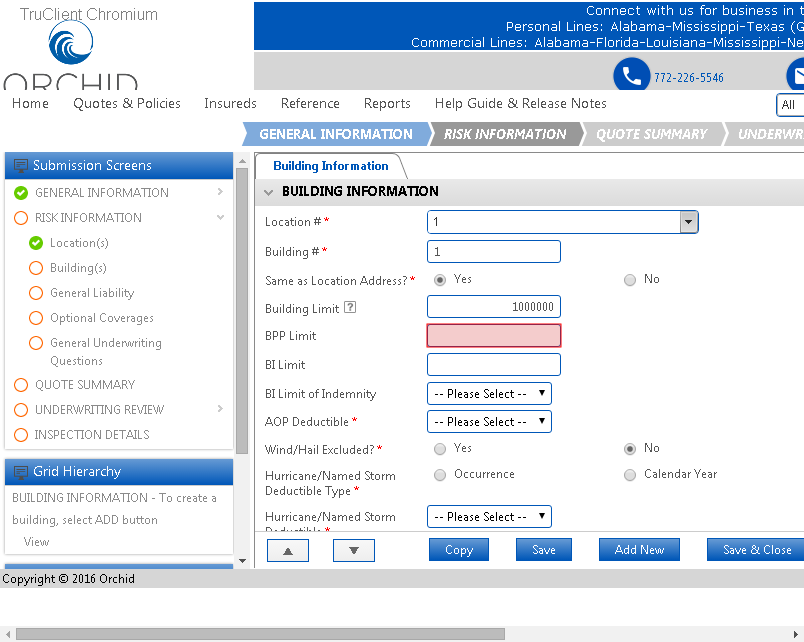 TruClient Chromium
Connect with us for business in t
Personal Lines: Alabama-Mississippi-Texas (G
Commercial Lines: Alabama-Florida-Louisiana-Mississippi-Ne
ORCHID
772-226-5546
Home Quotes & Policies Insureds Reference Reports Help Guide & Release Notes All
GENERAL INFORMATION RISK INFORMATION QUOTE SUMMARY UNDERWRI
Submission Screens
GENERAL INFORMATION
RISK INFORMATION
Location(s)
Building(s)
General Liability
Optional Coverages
General Underwriting
Questions
QUOTE SUMMARY
UNDERWRITING REVIEW
INSPECTION DETAILS
Grid Hierarchy
BUILDING INFORMATION - To create a
building, select ADD button
View
Building Information
BUILDING INFORMATION
Location #* 1
Building #* 1
Same as Location Address?* Yes No
Building Limit ? 1000000
BPP Limit
BI Limit
BI Limit of Indemnity -- Please Select --
AOP Deductible * -- Please Select --
Wind/Hail Excluded?* Yes No
Hurricane/Named Storm
Deductible Type * Occurrence Calendar Year
Hurricane/Named Storm
Deductible * -- Please Select --
Copy Save Add New Save & Close
Copyright © 2016 Orchid